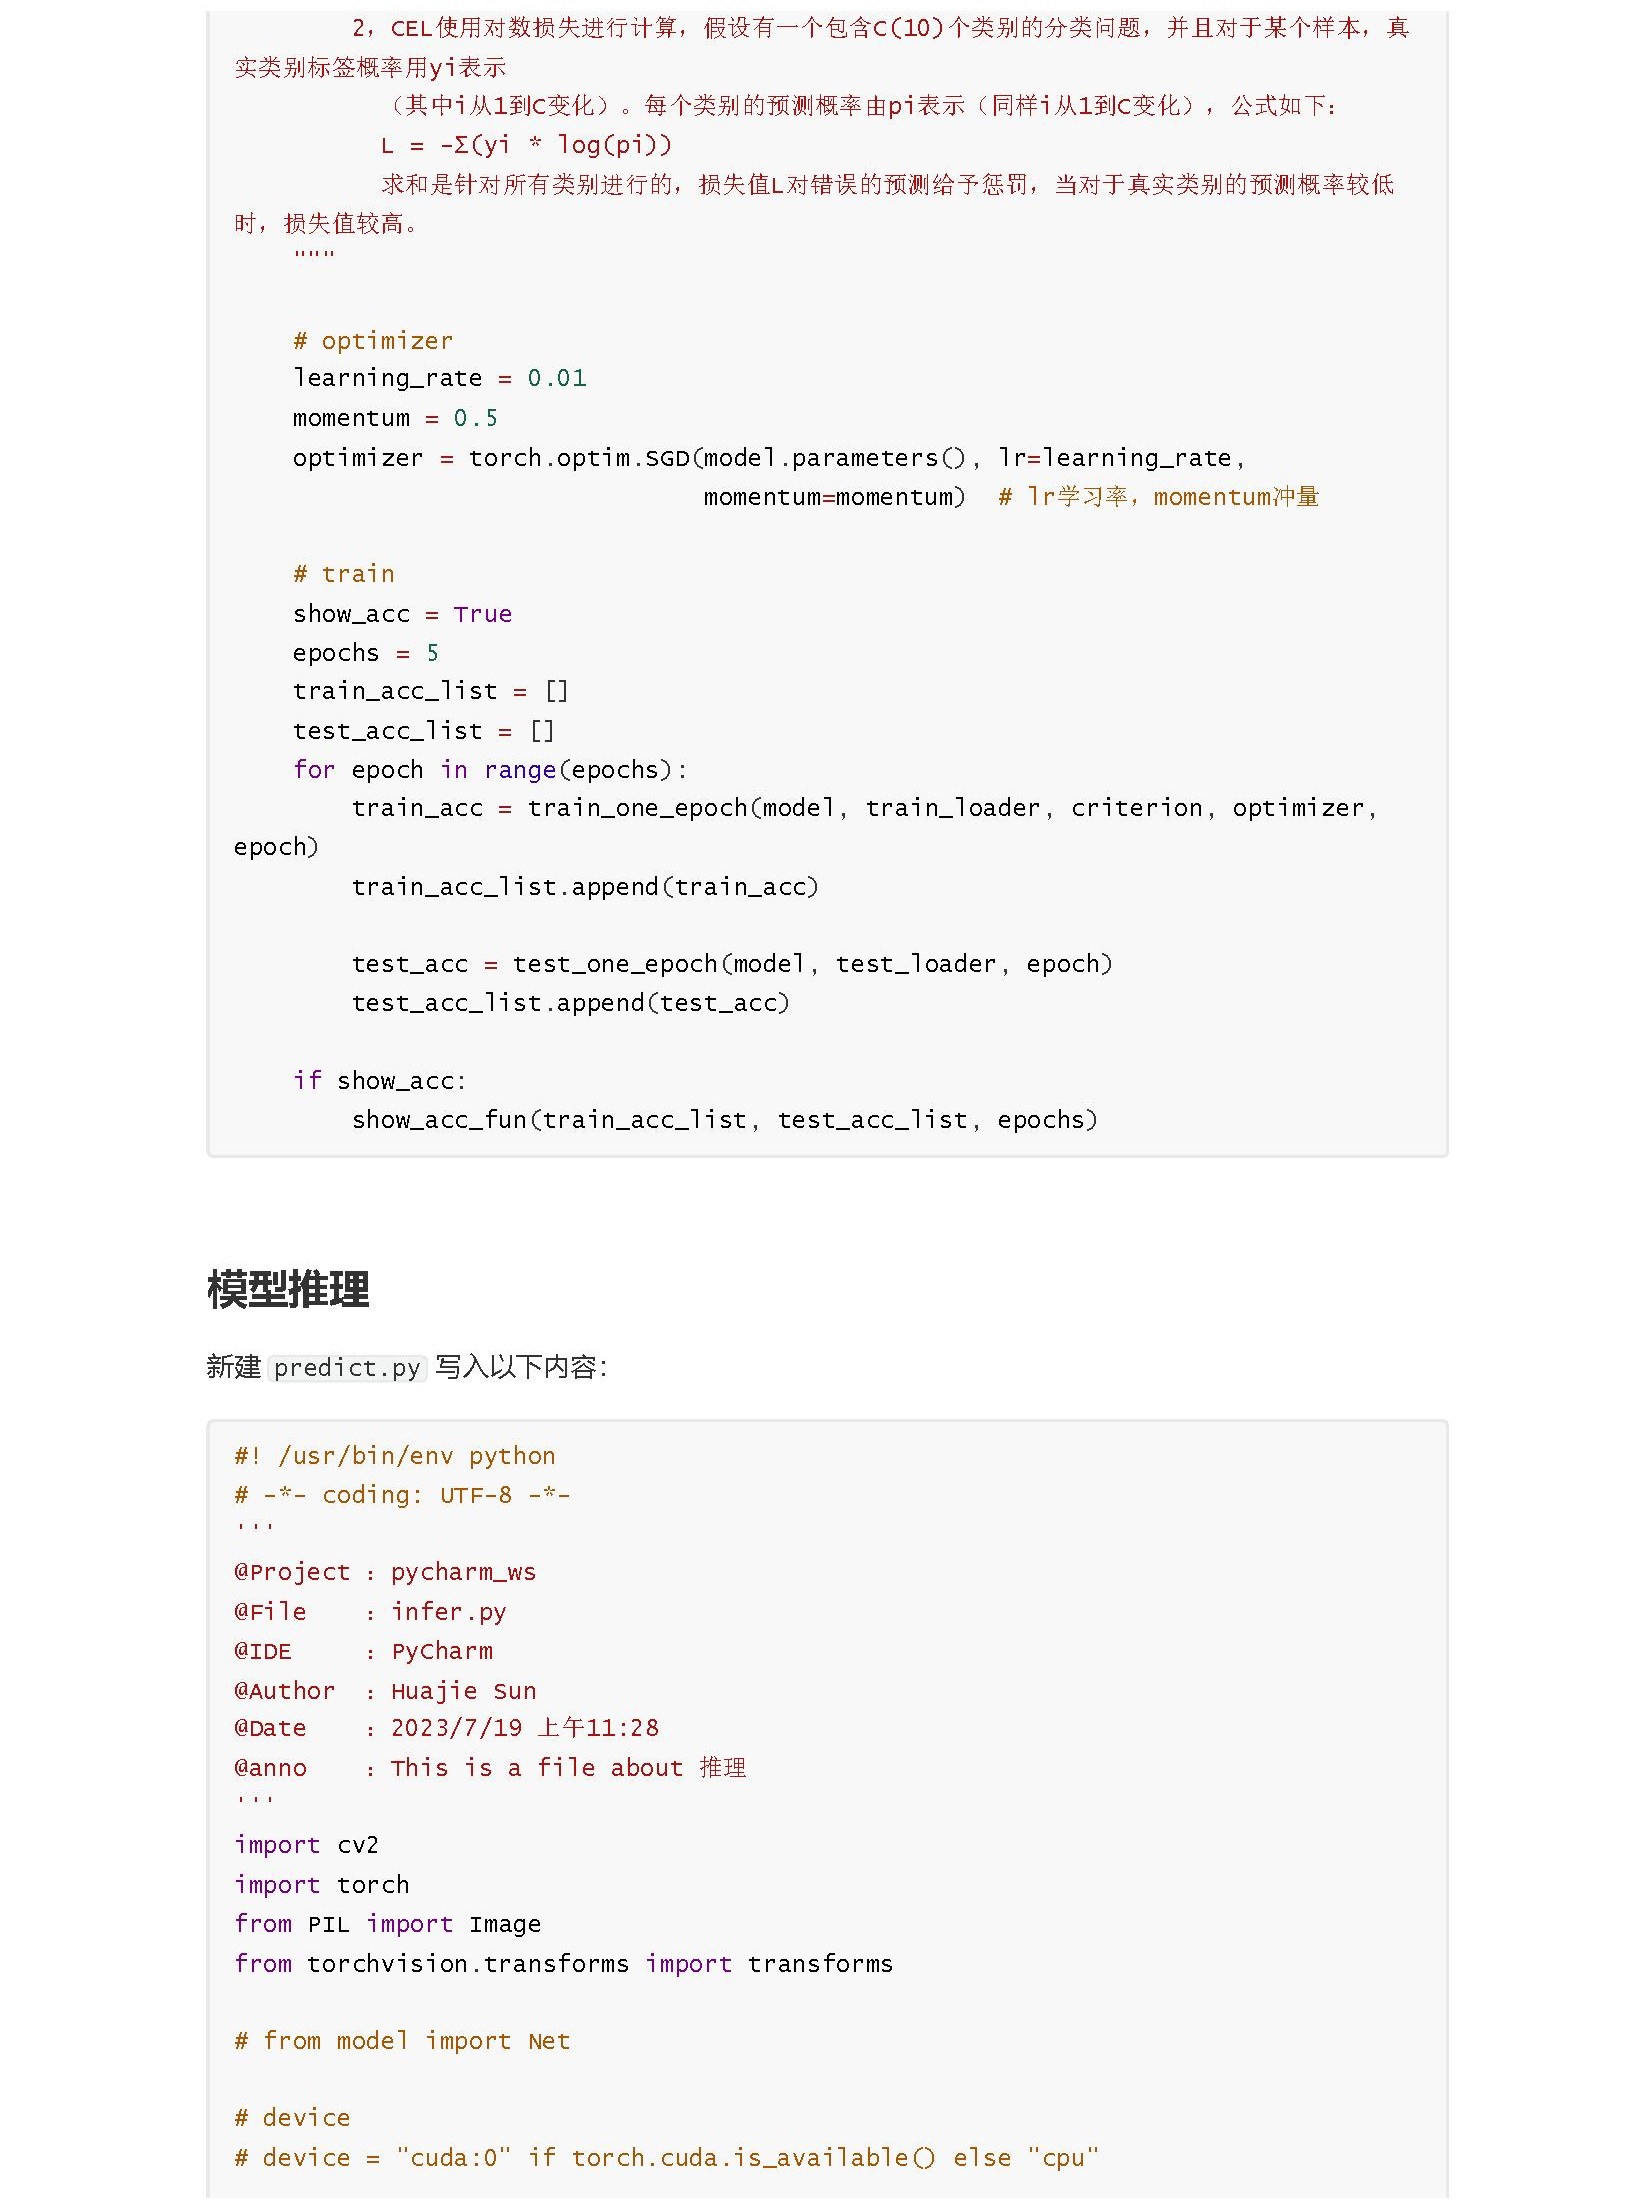 2，CEL使用对数损失进行计算，假设有一个包含C(10)个类别的分类问题，并且对于某个样本，真
实类别标签概率用yi表示
          （其中i从1到C变化）。每个类别的预测概率由pi表示（同样i从1到C变化），公式如下：
          L = -Σ(yi * log(pi))
          求和是针对所有类别进行的，损失值L对错误的预测给予惩罚，当对于真实类别的预测概率较低
时，损失值较高。
    """
    # optimizer
    learning_rate = 0.01
    momentum = 0.5
    optimizer = torch.optim.SGD(model.parameters(), lr=learning_rate,
                                momentum=momentum)  # lr学习率，momentum冲量
    # train
    show_acc = True
    epochs = 5
    train_acc_list = []
    test_acc_list = []
    for epoch in range(epochs):
        train_acc = train_one_epoch(model, train_loader, criterion, optimizer,
epoch)
        train_acc_list.append(train_acc)
        test_acc = test_one_epoch(model, test_loader, epoch)
        test_acc_list.append(test_acc)
    if show_acc:
        show_acc_fun(train_acc_list, test_acc_list, epochs)
模型推理
新建 predict.py 写入以下内容：
#! /usr/bin/env python
# -*- coding: UTF-8 -*-
'''
@Project ：pycharm_ws
@File    ：infer.py
@IDE     ：PyCharm
@Author  ：Huajie Sun
@Date    ：2023/7/19 上午11:28
@anno    ：This is a file about 推理
'''
import cv2
import torch
from PIL import Image
from torchvision.transforms import transforms
# from model import Net
# device
# device = "cuda:0" if torch.cuda.is_available() else "cpu"